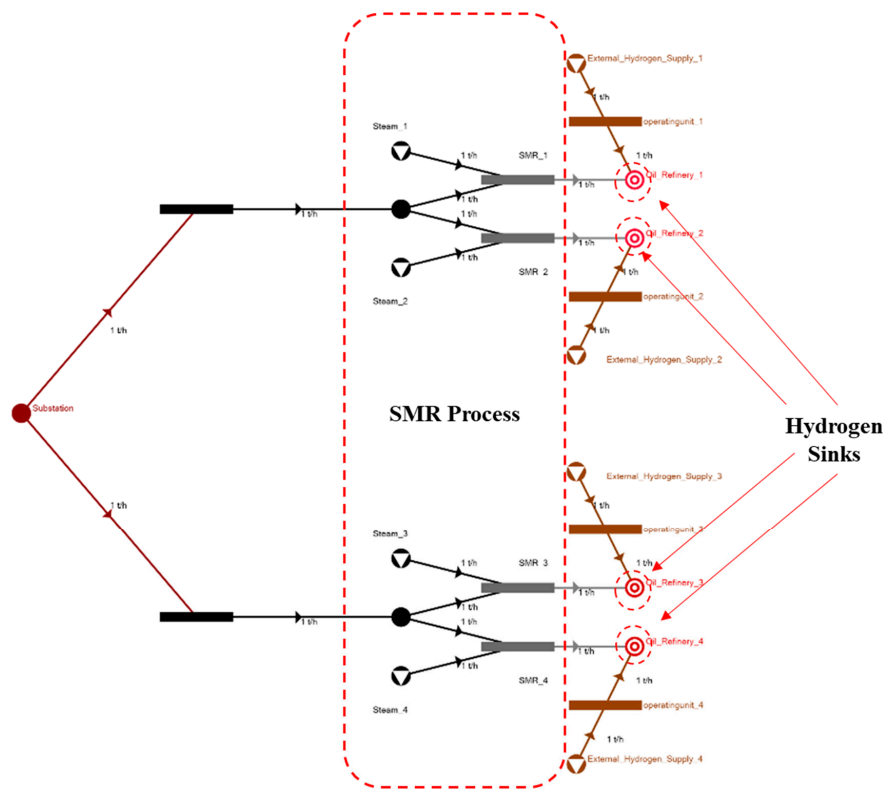 External_Hydrogen_Supply_1
1 t/h
operatingunit_1
Steam_1
1 t/h
SMR_1
1 t/h
Oil_Refinery_1
1 t/h
1 t/h
1 t/h
1 t/h
Oil_Refinery_2
1 t/h
1 t/h
1 t/h
Steam_2
SMR_2
operatingunit_2
1 t/h
1 t/h
External_Hydrogen_Supply_2
Substation
SMR Process
Hydrogen
Sinks
1 t/h
External_Hydrogen_Supply_3
1 t/h
Steam_3
1 t/h
SMR_3
1 t/h
Oil_Refinery_3
1 t/h
1 t/h
1 t/h
1 t/h
Oil_Refinery_4
1 t/h
1 t/h
1 t/h
Steam_4
SMR_4
operatingunit_4
1 t/h
External_Hydrogen_Supply_4